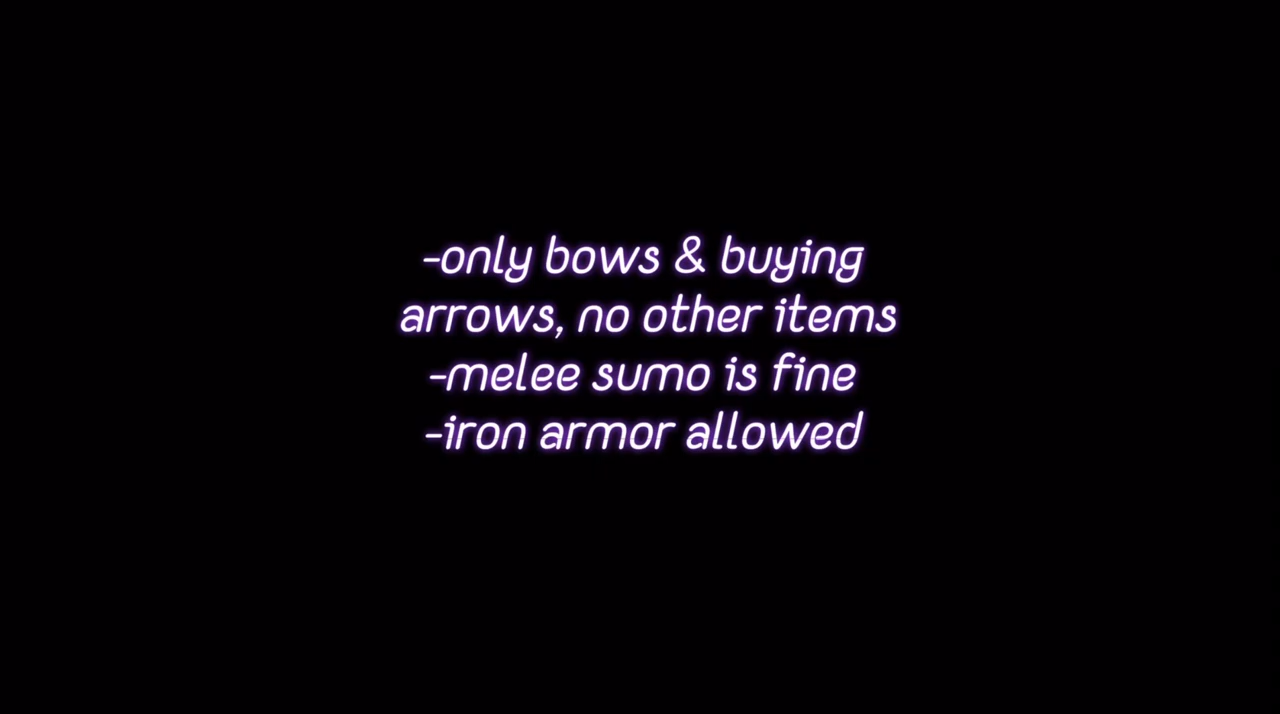 -only bows & buying
arrows, no other items
-melee sumo is fine
-iron armor allowed